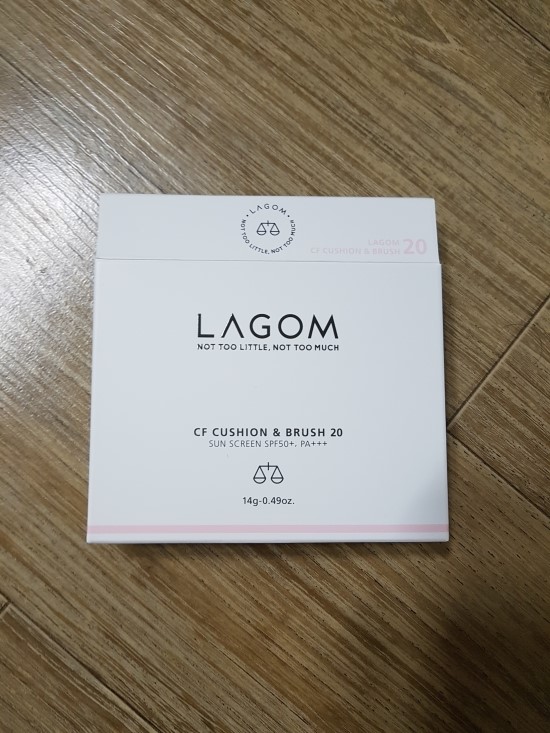 • LAGOM •
NOT TOO LITTLE, NOT TOO MUCH
LAGOM
CF CUSHION & BRUSH 20
LAGOM
NOT TOO LITTLE, NOT TOO MUCH
CF CUSHION & BRUSH 20
SUN SCREEN SPF50+, PA+++
14g-0.49oz.